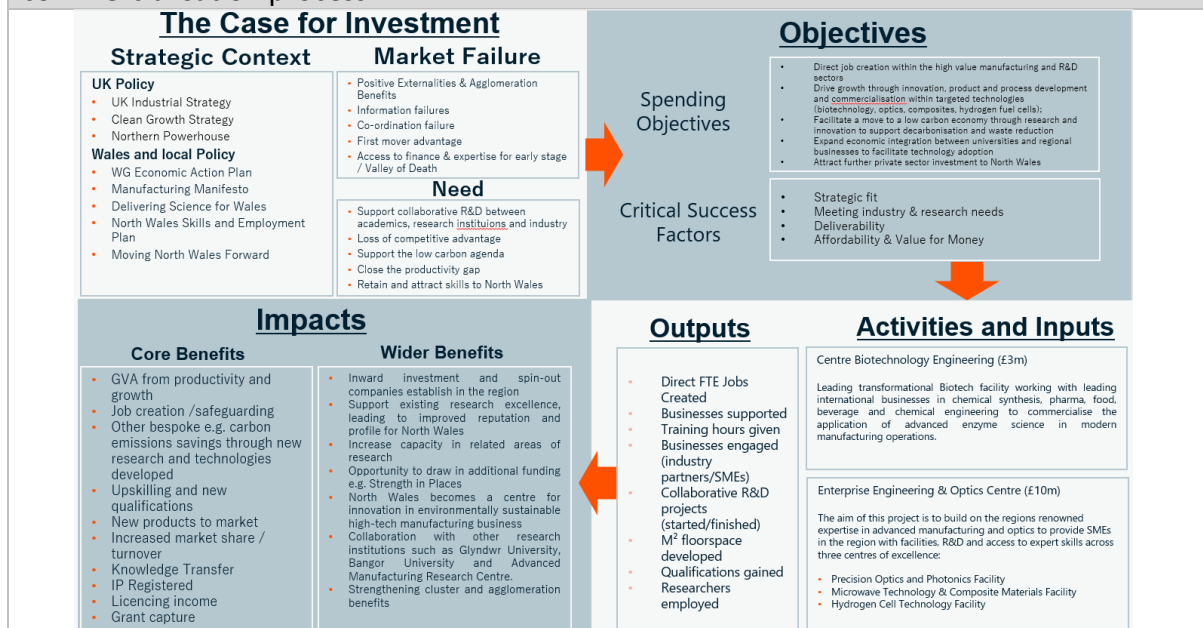 The Case for Investment
Strategic Context
UK Policy
• UK Industrial Strategy
• Clean Growth Strategy
• Northern Powerhouse
Wales and local Policy
• WG Economic Action Plan
• Manufacturing Manifesto
• Delivering Science for Wales
• North Wales Skills and Employment
Plan
• Moving North Wales Forward
Market Failure
• Positive Externalities & Agglomeration
Benefits
• Information failures
• Co-ordination failure
• First mover advantage
• Access to finance & expertise for early stage
/ Valley of Death
Need
• Support collaborative R&D between
academics, research instituions and industry
• Loss of competitive advantage
• Support the low carbon agenda
• Close the productivity gap
• Retain and attract skills to North Wales
Objectives
Spending
Objectives
• Direct job creation within the high value manufacturing and R&D
sectors
• Drive growth through innovation, product and process development
and commercialisation within targeted technologies
(biotechnology, optics, composites, hydrogen fuel cells);
• Facilitate a move to a low carbon economy through research and
innovation to support decarbonisation and waste reduction
• Expand economic integration between universities and regional
businesses to facilitate technology adoption
• Attract further private sector investment to North Wales
Critical Success
Factors
• Strategic fit
• Meeting industry & research needs
• Deliverability
• Affordability & Value for Money
Activities and Inputs
Centre Biotechnology Engineering (£3m)
Leading transformational Biotech facility working with leading
international businesses in chemical synthesis, pharma, food,
beverage and chemical engineering to commercialise the
application of advanced enzyme science in modern
manufacturing operations.
Enterprise Engineering & Optics Centre (£10m)
The aim of this project is to build on the regions renowned
expertise in advanced manufacturing and optics to provide SMEs
in the region with facilities, R&D and access to expert skills across
three centres of excellence:
• Precision Optics and Photonics Facility
• Microwave Technology & Composite Materials Facility
• Hydrogen Cell Technology Facility
Outputs
• Direct FTE Jobs
Created
• Businesses supported
• Training hours given
• Businesses engaged
(industry
partners/SMEs)
• Collaborative R&D
projects
(started/finished)
• M² floorspace
developed
• Qualifications gained
• Researchers
employed
Impacts
Core Benefits
• GVA from productivity and
growth
• Job creation /safeguarding
• Other bespoke e.g. carbon
emissions savings through new
research and technologies
developed
• Upskilling and new
qualifications
• New products to market
• Increased market share /
turnover
• Knowledge Transfer
• IP Registered
• Licencing income
• Grant capture
Wider Benefits
• Inward investment and spin-out
companies establish in the region
• Support existing research excellence,
leading to improved reputation and
profile for North Wales
• Increase capacity in related areas of
research
• Opportunity to draw in additional funding
e.g. Strength in Places
• North Wales becomes a centre for
innovation in environmentally sustainable
high-tech manufacturing business
• Collaboration with other research
institutions such as Glyndwr University,
Bangor University and Advanced
Manufacturing Research Centre.
• Strengthening cluster and agglomeration
benefits